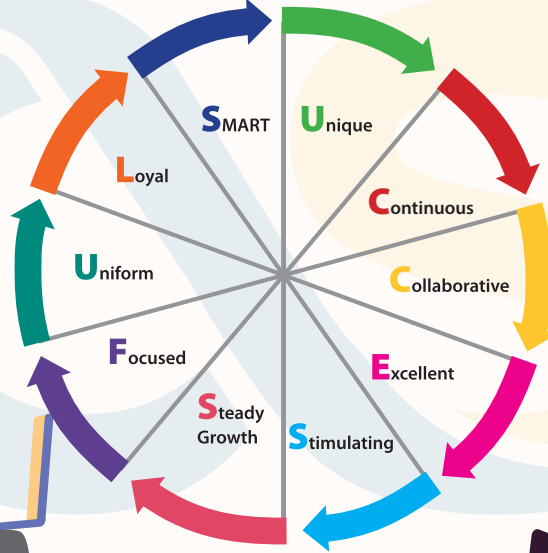 SMART
Unique
Continuous
Collaborative
Excellent
Stimulating
Steady
Growth
Focused
Uniform
Loyal